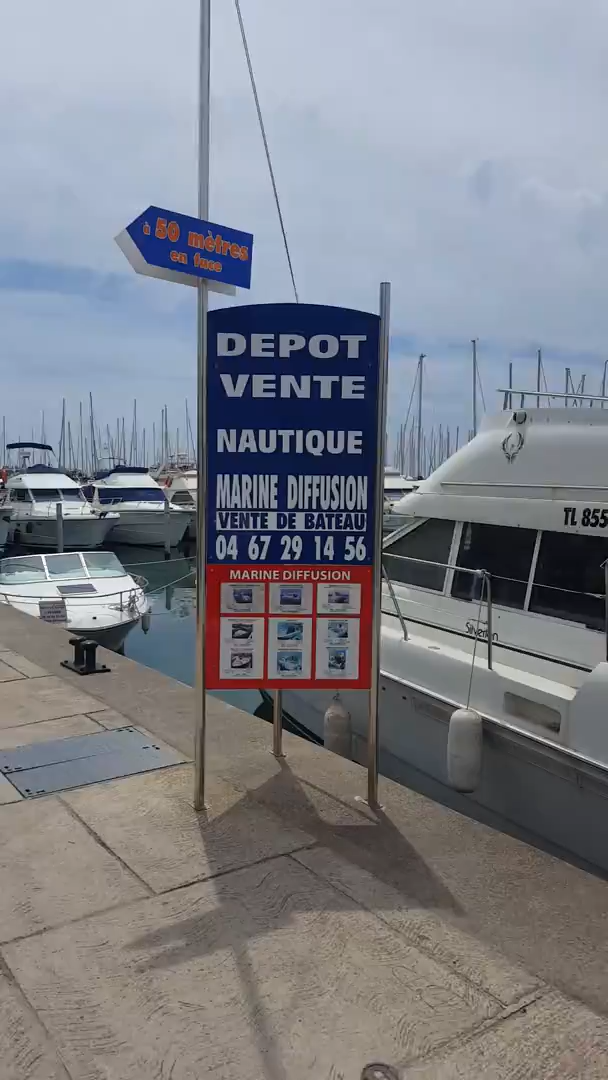 à 50 mètres
en face
DEPOT
VENTE
NAUTIQUE
MARINE DIFFUSION
VENTE DE BATEAU
04 67 29 14 56
MARINE DIFFUSION
TL 855
Silverton